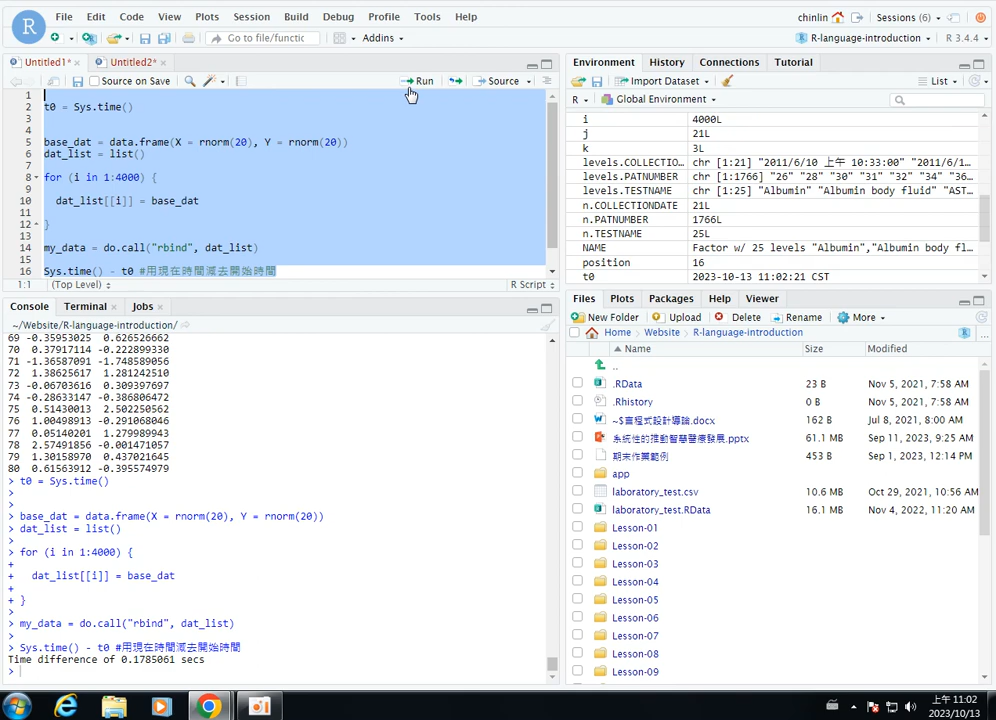 File Edit Code View Plots Session Build Debug Profile Tools Help
chinlin Sessions (6)
R Go to file/functic Addins R-language-introduction R 3.4.4
Untitled1* × Untitled2* ×
Source on Save Run Source
1
2 t0 = Sys.time()
3
4
5 base_dat = data.frame(X = rnorm(20), Y = rnorm(20))
6 dat_list = list()
7
8 for (i in 1:4000) {
9
10 dat_list[[i]] = base_dat
11
12 }
13
14 my_data = do.call("rbind", dat_list)
15
16 Sys.time() - t0 #用現在時間減去開始時間
1:1 (Top Level) R Script
Console Terminal × Jobs ×
~/Website/R-language-introduction/
69 -0.35953025 0.626526662
70 0.37917114 -0.222899330
71 -1.36587091 -1.748589056
72 1.38625617 1.281242510
73 -0.06703616 0.309397697
74 -0.28633147 -0.386806472
75 0.51430013 2.502250562
76 1.00498913 -0.291068046
77 0.05140201 1.279989943
78 2.57491856 -0.001471057
79 1.30158970 0.437021645
80 0.61563912 -0.395574979
> t0 = Sys.time()
>
>
> base_dat = data.frame(X = rnorm(20), Y = rnorm(20))
> dat_list = list()
>
> for (i in 1:4000) {
+
+ dat_list[[i]] = base_dat
+
+ }
>
> my_data = do.call("rbind", dat_list)
>
> Sys.time() - t0 #用現在時間減去開始時間
Time difference of 0.1785061 secs
>
Environment History Connections Tutorial
Import Dataset List
R Global Environment
i 4000L
j 21L
k 3L
levels.COLLECTIO… chr [1:21] "2011/6/10 上午 10:33:00" "2011/6/1…
levels.PATNUMBER chr [1:1766] "26" "28" "30" "31" "32" "34" "36…
levels.TESTNAME chr [1:25] "Albumin" "Albumin body fluid" "AST…
n.COLLECTIONDATE 21L
n.PATNUMBER 1766L
n.TESTNAME 25L
NAME Factor w/ 25 levels "Albumin","Albumin body fl…
position 16
t0 2023-10-13 11:02:21 CST
Files Plots Packages Help Viewer
New Folder Upload Delete Rename More
Home Website R-language-introduction ...
Name Size Modified
..
.RData 23 B Nov 5, 2021, 7:58 AM
.Rhistory 0 B Nov 5, 2021, 7:58 AM
~$程式設計導論.docx 162 B Jul 8, 2021, 8:00 AM
系統性的推動智慧醫療發展.pptx 61.1 MB Sep 11, 2023, 9:25 AM
期末作業範例 453 B Sep 1, 2023, 12:14 PM
app
laboratory_test.csv 10.6 MB Oct 29, 2021, 10:56 AM
laboratory_test.RData 16.1 MB Nov 4, 2022, 11:20 AM
Lesson-01
Lesson-02
Lesson-03
Lesson-04
Lesson-05
Lesson-06
Lesson-07
Lesson-08
Lesson-09
上午 11:02
2023/10/13